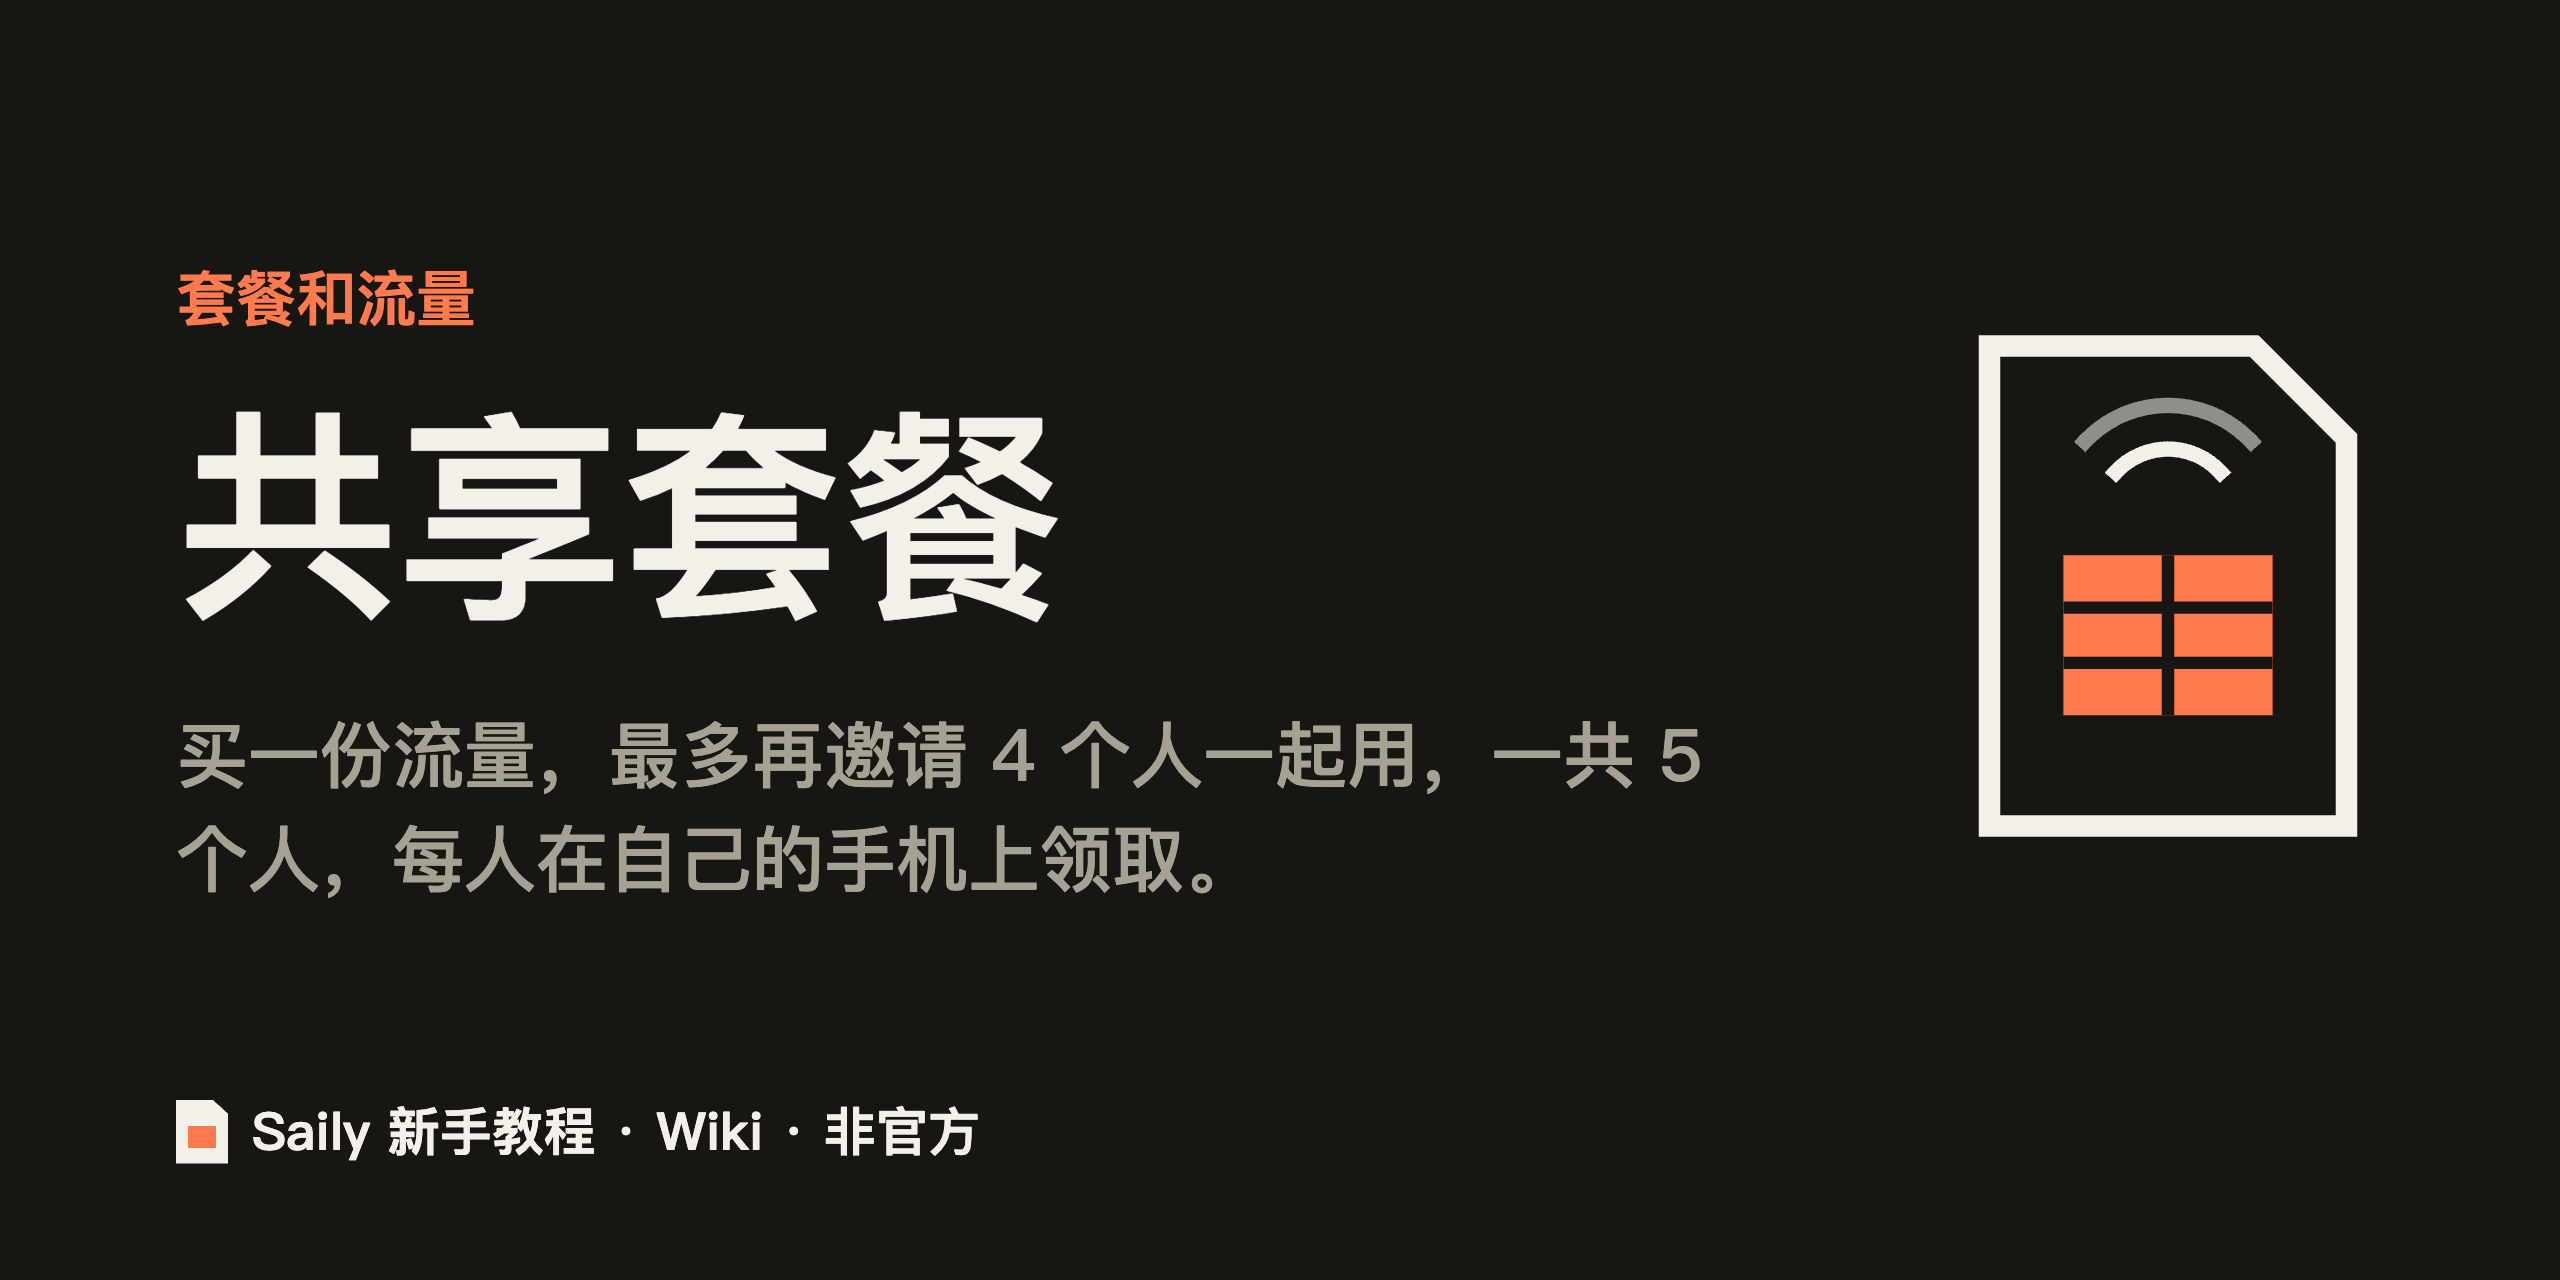 套餐和流量
共享套餐
买一份流量，最多再邀请 4 个人一起用，一共 5
个人，每人在自己的手机上领取。
Saily 新手教程 · Wiki · 非官方